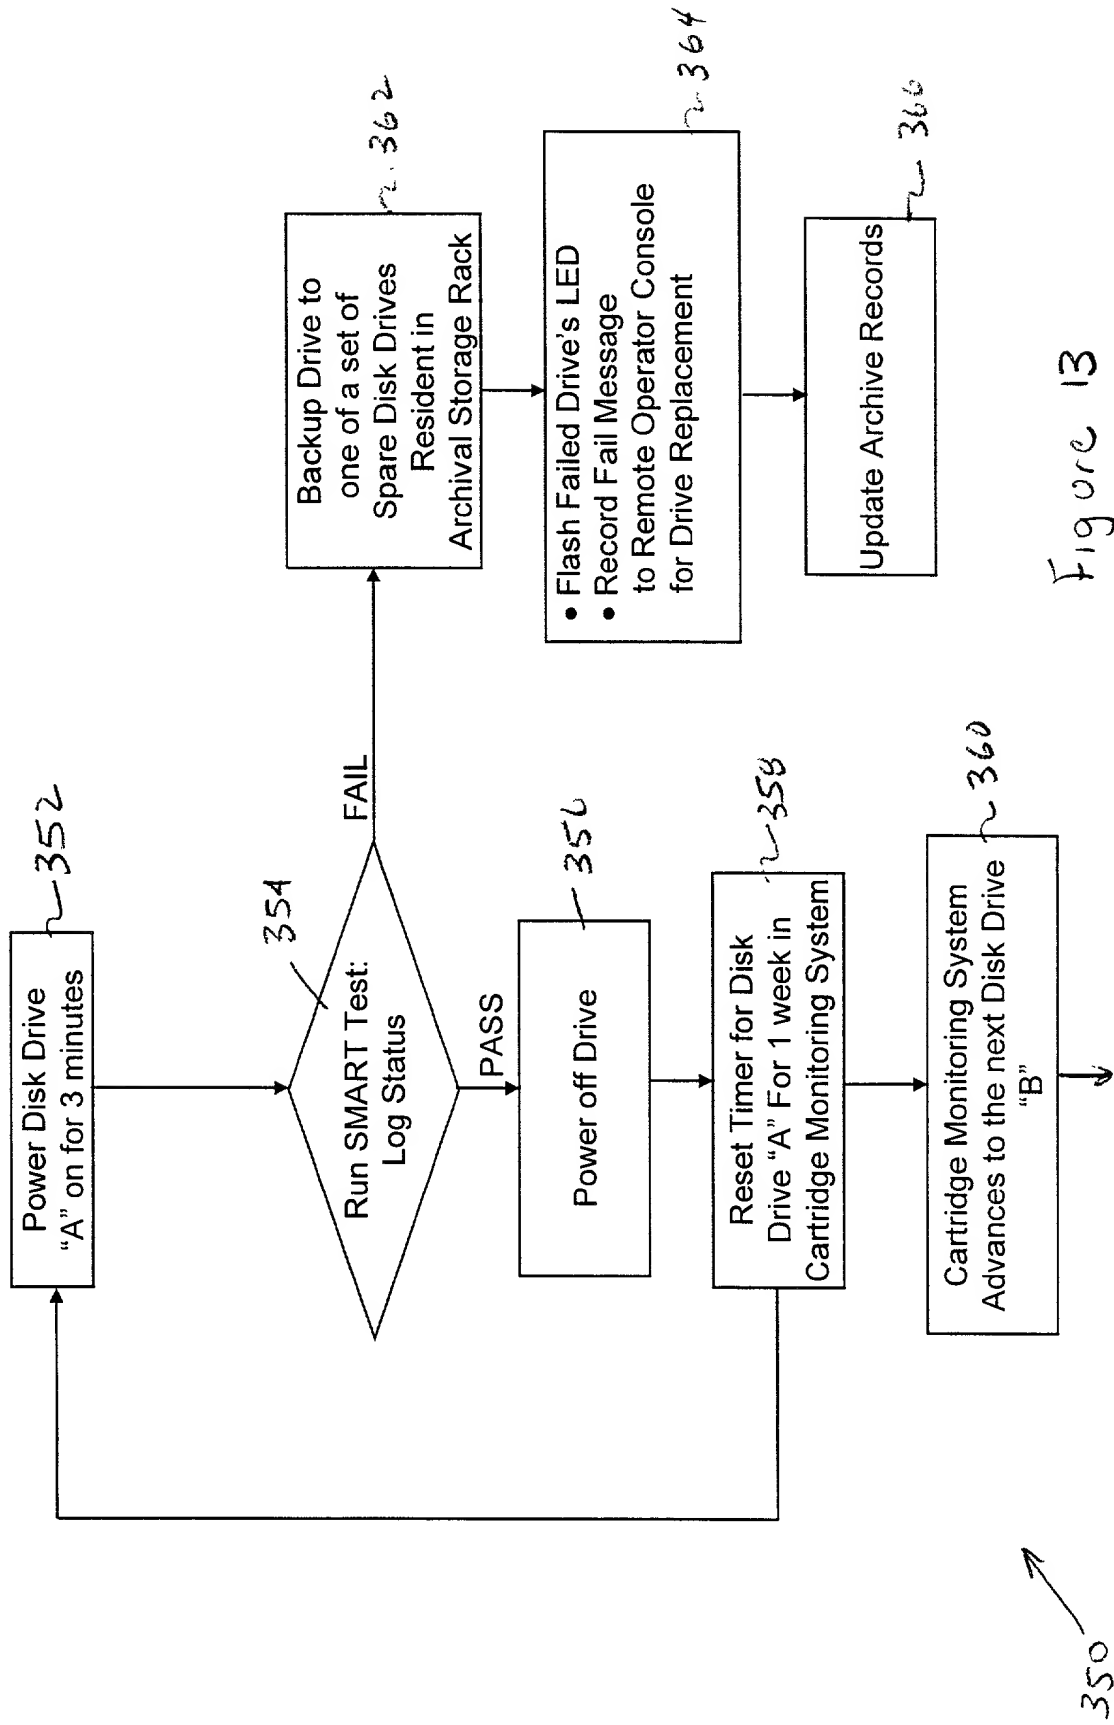 Power Disk Drive
“A” on for 3 minutes
352
354
Run SMART Test:
Log Status
FAIL
PASS
Power off Drive
356
Reset Timer for Disk
Drive “A” For 1 week in
Cartridge Monitoring System
358
Cartridge Monitoring System
Advances to the next Disk Drive
“B”
360
Backup Drive to
one of a set of
Spare Disk Drives
Resident in
Archival Storage Rack
362
• Flash Failed Drive’s LED
• Record Fail Message
to Remote Operator Console
for Drive Replacement
364
Update Archive Records
366
350
Figure 13